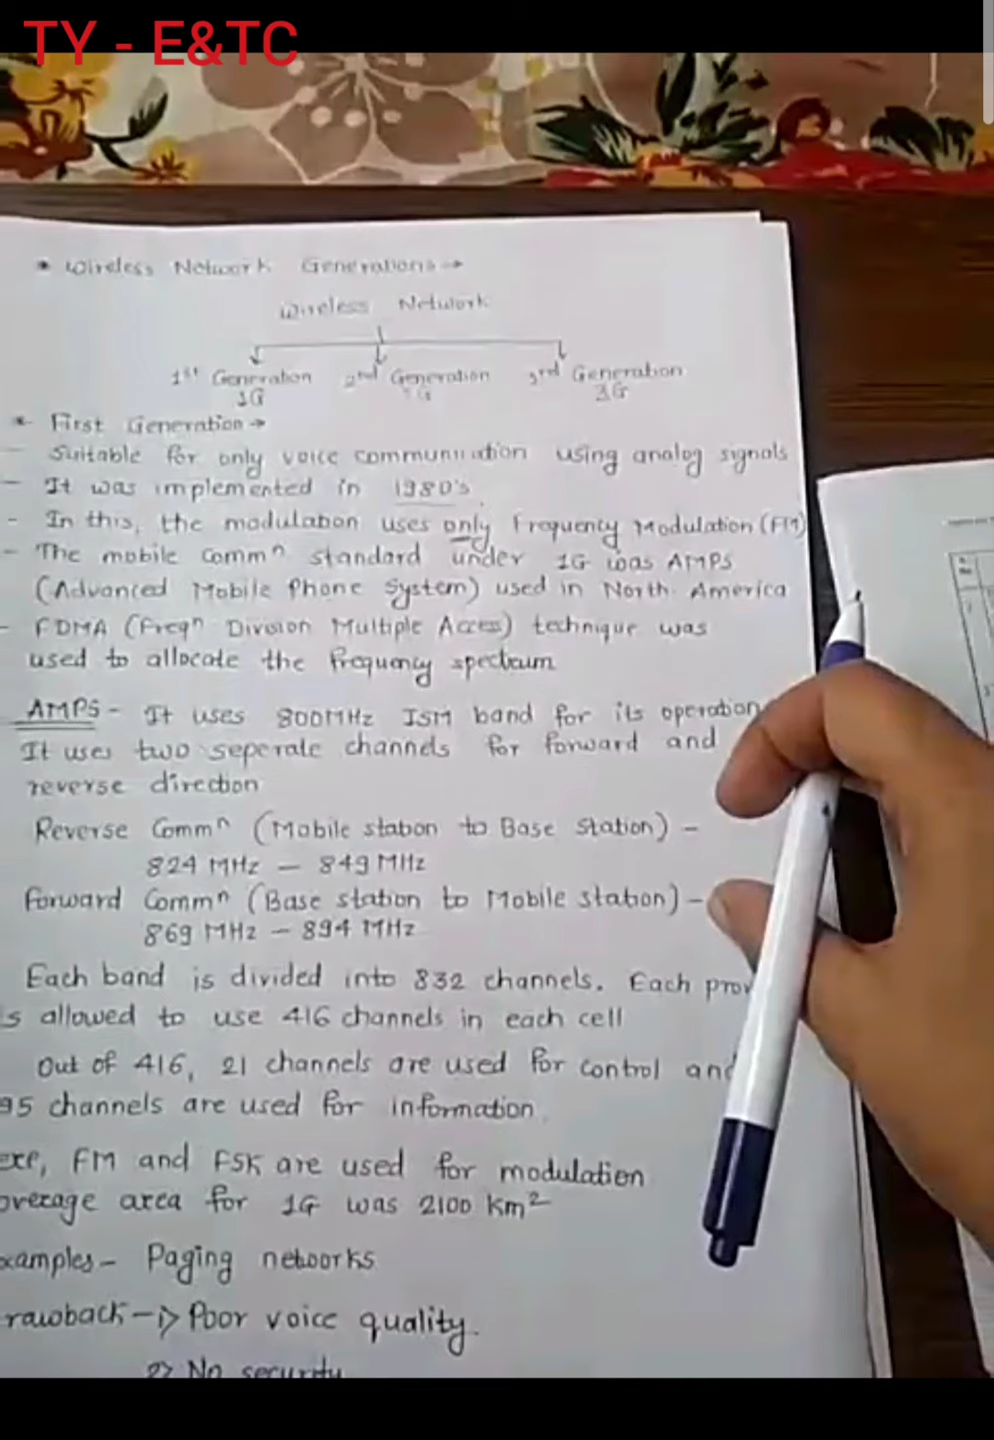 TY - E&TC
* Wireless Network Generations →
Wireless Network
1st Generation 2nd Generation 3rd Generation
1G 3G
* First Generation →
- Suitable for only voice communication using analog signals
- It was implemented in 1980's
- In this, the modulation uses only Frequency Modulation (FM)
- The mobile Commn standard under 1G was AMPS
(Advanced Mobile Phone System) used in North America
- FDMA (Freqn Division Multiple Access) technique was
used to allocate the frequency spectrum
AMPS - It uses 800MHz ISM band for its operation
It uses two seperate channels for forward and
reverse direction
Reverse Commn (Mobile station to Base Station) -
824 MHz - 849 MHz
Forward Commn (Base station to Mobile station) -
869 MHz - 894 MHz
Each band is divided into 832 channels. Each prov
s allowed to use 416 channels in each cell
Out of 416, 21 channels are used for control and
95 channels are used for information
FM and FSK are used for modulation
overage area for 1G was 2100 Km²
xamples - Paging networks
rawback - 1> Poor voice quality.
2> No security